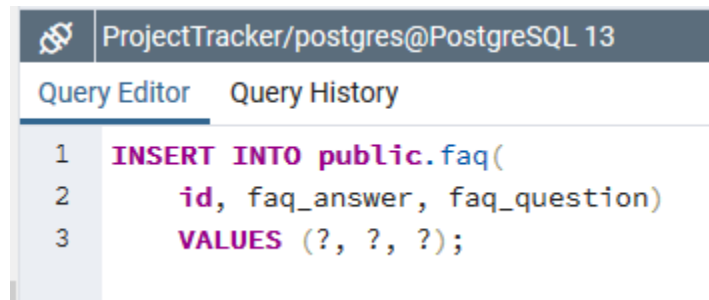 ProjectTracker/postgres@PostgreSQL 13
Query Editor Query History
1 INSERT INTO public.faq(
2 id, faq_answer, faq_question)
3 VALUES (?, ?, ?);